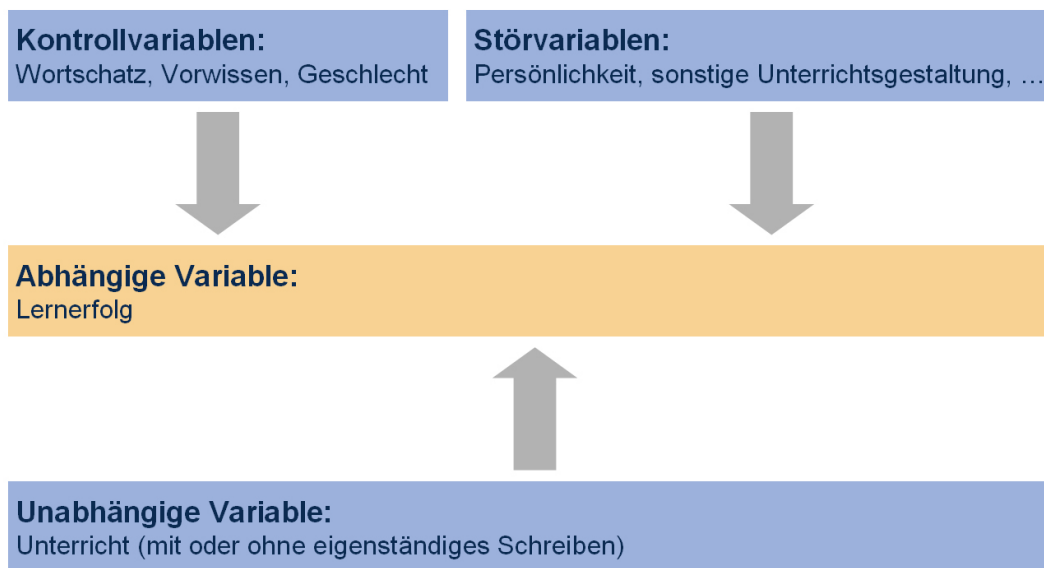 Kontrollvariablen:
Wortschatz, Vorwissen, Geschlecht
Störvariablen:
Persönlichkeit, sonstige Unterrichtsgestaltung, …
Abhängige Variable:
Lernerfolg
Unabhängige Variable:
Unterricht (mit oder ohne eigenständiges Schreiben)